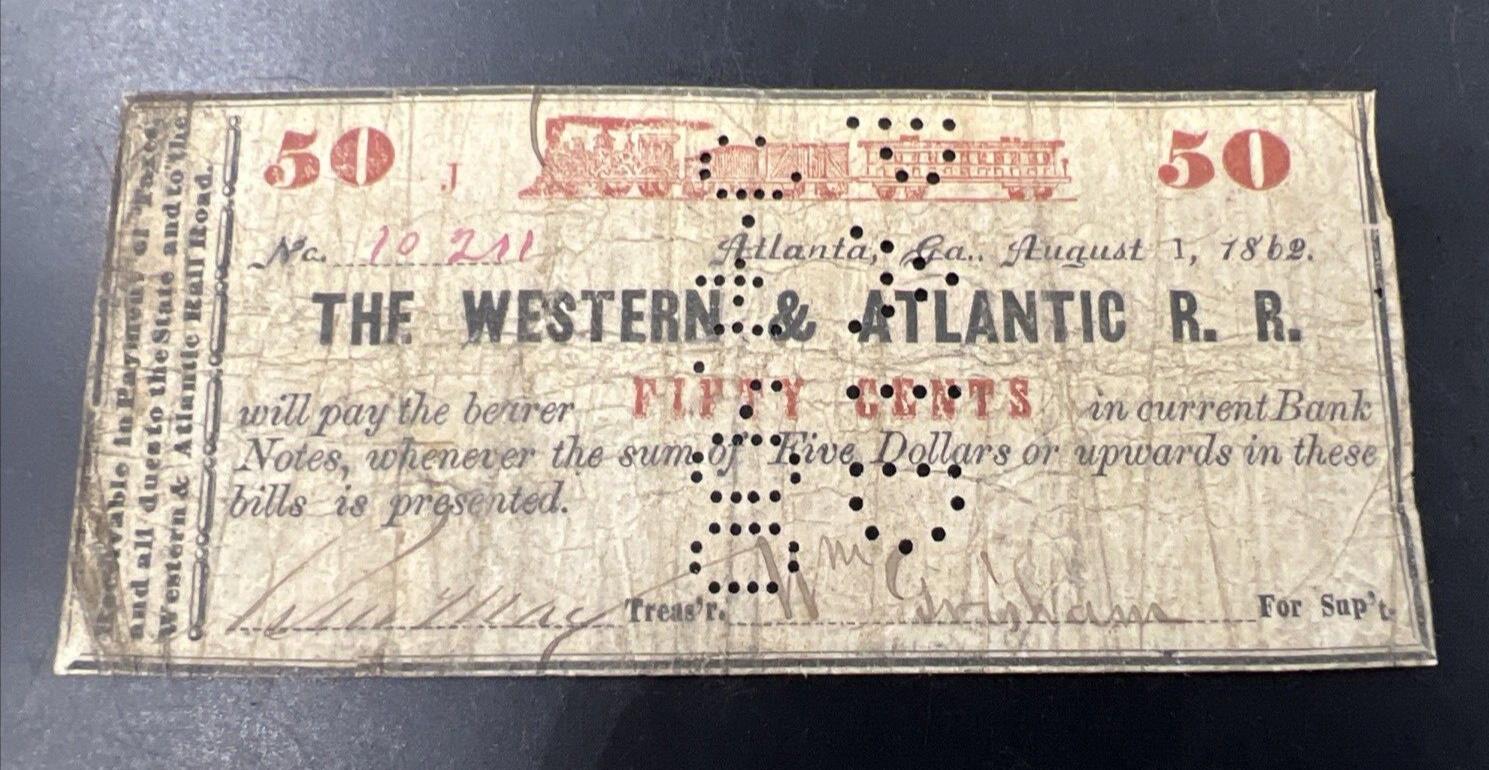 Receivable in Payment of Taxes,
and all dues to the State and to the
Western & Atlantic Rail Road.
50 J 50
No. 10 211 Atlanta, Ga.. August 1, 1862.
THE WESTERN & ATLANTIC R. R.
will pay the bearer FIFTY CENTS in current Bank
Notes, whenever the sum of Five Dollars or upwards in these
bills is presented.
May Treas'r. Wm Grisham For Sup't.